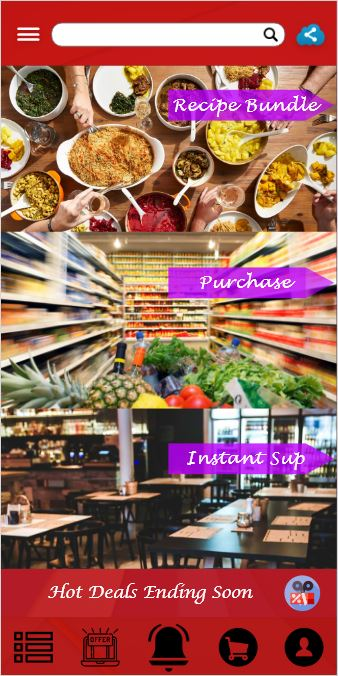 Recipe Bundle
Purchase
Instant Sup
Hot Deals Ending Soon
OFFER